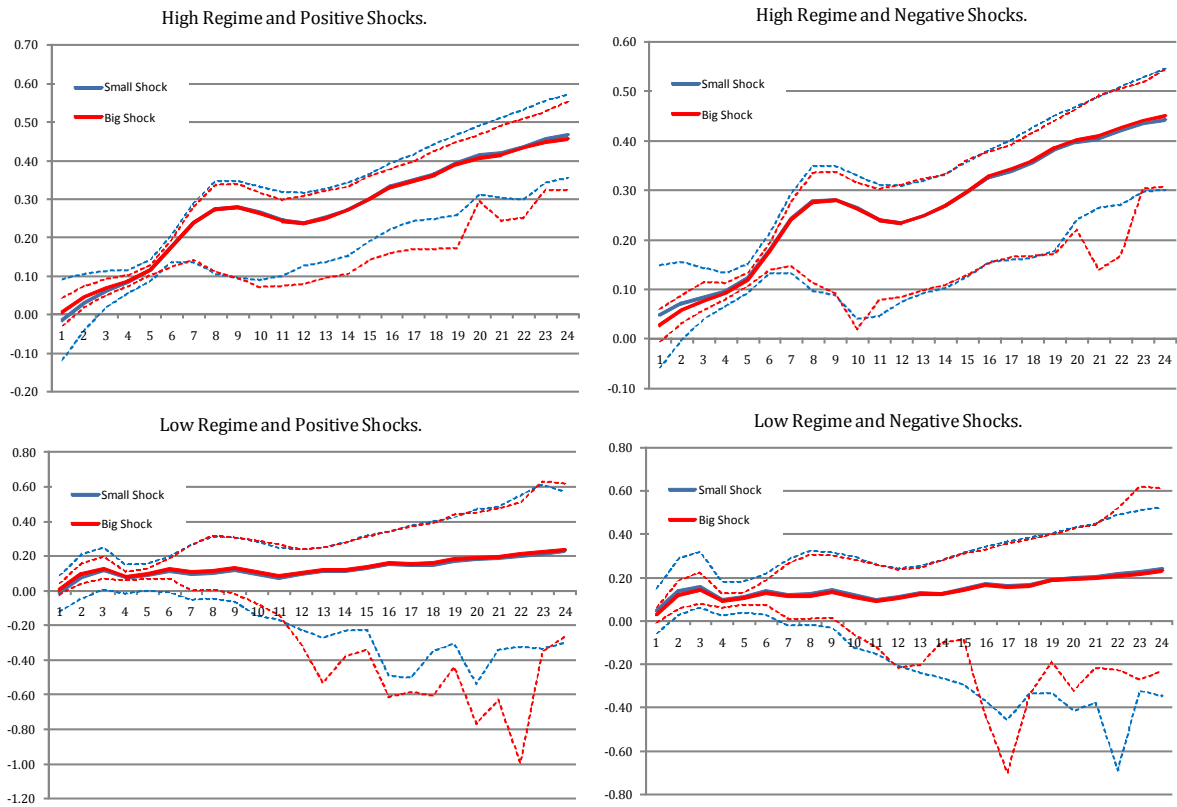 High Regime and Positive Shocks.
0.70
0.60
0.50
0.40
0.30
0.20
0.10
0.00
-0.10
-0.20
Small Shock
Big Shock
1 2 3 4 5 6 7 8 9 10 11 12 13 14 15 16 17 18 19 20 21 22 23 24
High Regime and Negative Shocks.
0.60
0.50
0.40
0.30
0.20
0.10
0.00
-0.10
Small Shock
Big Shock
1 2 3 4 5 6 7 8 9 10 11 12 13 14 15 16 17 18 19 20 21 22 23 24
Low Regime and Positive Shocks.
0.80
0.60
0.40
0.20
0.00
-0.20
-0.40
-0.60
-0.80
-1.00
-1.20
Small Shock
Big Shock
1 2 3 4 5 6 7 8 9 10 11 12 13 14 15 16 17 18 19 20 21 22 23 24
Low Regime and Negative Shocks.
0.80
0.60
0.40
0.20
0.00
-0.20
-0.40
-0.60
-0.80
Small Shock
Big Shock
1 2 3 4 5 6 7 8 9 10 11 12 13 14 15 16 17 18 19 20 21 22 23 24